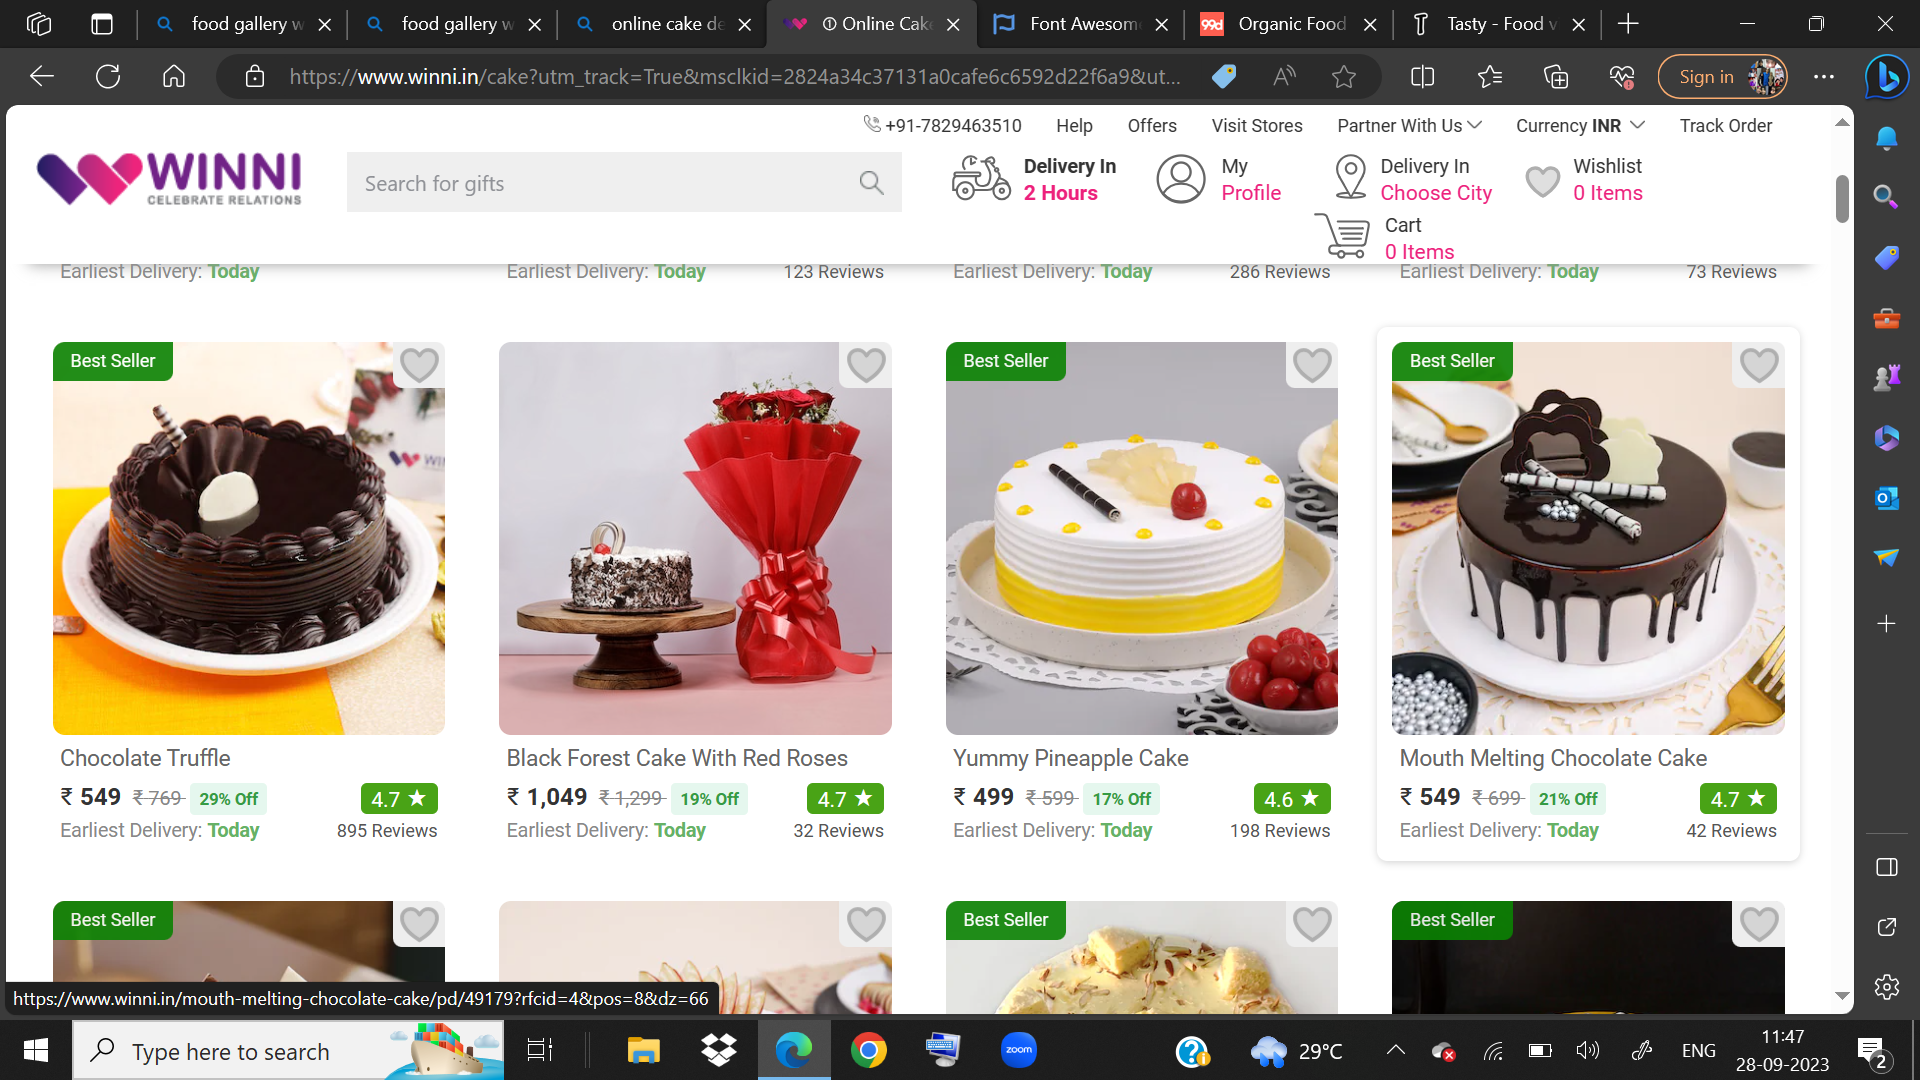 food gallery w
food gallery w
online cake de
① Online Cake
Font Awesom
99d
Organic Food
Tasty - Food v
https://www.winni.in/cake?utm_track=True&msclkid=2824a34c37131a0cafe6c6592d22f6a9&ut...
Sign in
+91-7829463510 Help Offers Visit Stores Partner With Us Currency INR Track Order
WINNI
CELEBRATE RELATIONS
Search for gifts
Delivery In
2 Hours
My
Profile
Delivery In
Choose City
Wishlist
0 Items
Cart
0 Items
Earliest Delivery: Today
Earliest Delivery: Today 123 Reviews
Earliest Delivery: Today 286 Reviews
Earliest Delivery: Today 73 Reviews
Best Seller
Chocolate Truffle
₹ 549 ₹ 769 29% Off 4.7 ★
Earliest Delivery: Today 895 Reviews
Black Forest Cake With Red Roses
₹ 1,049 ₹ 1,299 19% Off 4.7 ★
Earliest Delivery: Today 32 Reviews
Best Seller
Yummy Pineapple Cake
₹ 499 ₹ 599 17% Off 4.6 ★
Earliest Delivery: Today 198 Reviews
Best Seller
Mouth Melting Chocolate Cake
₹ 549 ₹ 699 21% Off 4.7 ★
Earliest Delivery: Today 42 Reviews
Best Seller
Best Seller
Best Seller
https://www.winni.in/mouth-melting-chocolate-cake/pd/49179?rfcid=4&pos=8&dz=66
Type here to search
zoom
29°C
ENG
11:47
28-09-2023
2